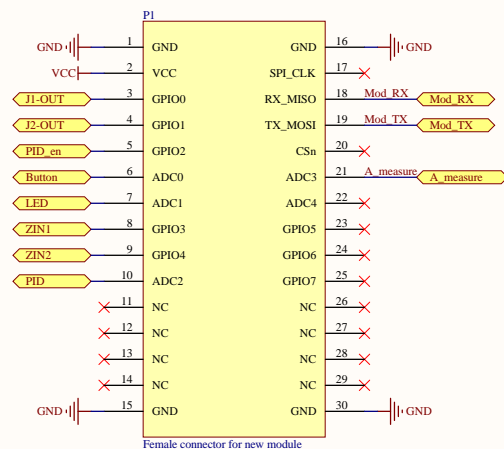 P1
GND 1 GND GND 16 GND
VCC 2 VCC SPI_CLK 17
J1-OUT 3 GPIO0 RX_MISO 18 Mod_RX Mod_RX
J2-OUT 4 GPIO1 TX_MOSI 19 Mod_TX Mod_TX
PID_en 5 GPIO2 CSn 20
Button 6 ADC0 ADC3 21 A_measure A_measure
LED 7 ADC1 ADC4 22
ZIN1 8 GPIO3 GPIO5 23
ZIN2 9 GPIO4 GPIO6 24
PID 10 ADC2 GPIO7 25
11 NC NC 26
12 NC NC 27
13 NC NC 28
14 NC NC 29
GND 15 GND GND 30 GND
Female connector for new module